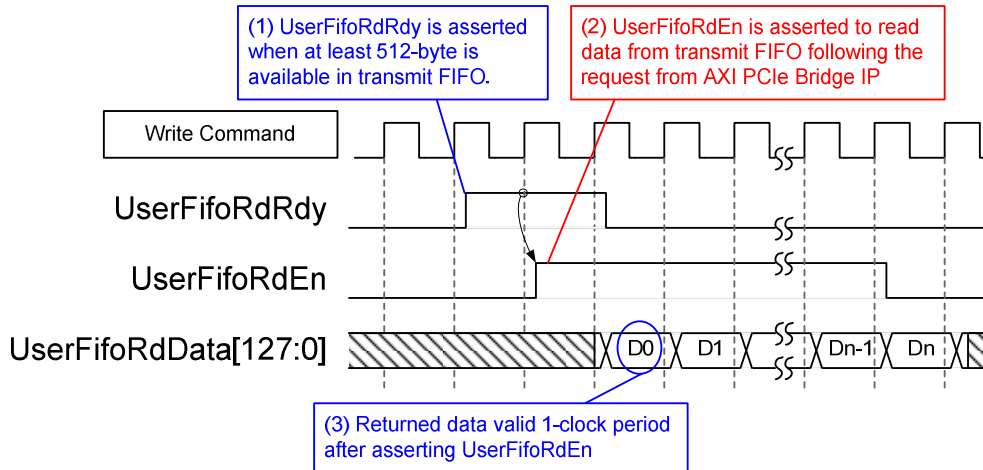 (1) UserFifoRdRdy is asserted
when at least 512-byte is
available in transmit FIFO.
(2) UserFifoRdEn is asserted to read
data from transmit FIFO following the
request from AXI PCIe Bridge IP
Write Command
UserFifoRdRdy
UserFifoRdEn
UserFifoRdData[127:0]
D0
D1
Dn-1
Dn
(3) Returned data valid 1-clock period
after asserting UserFifoRdEn